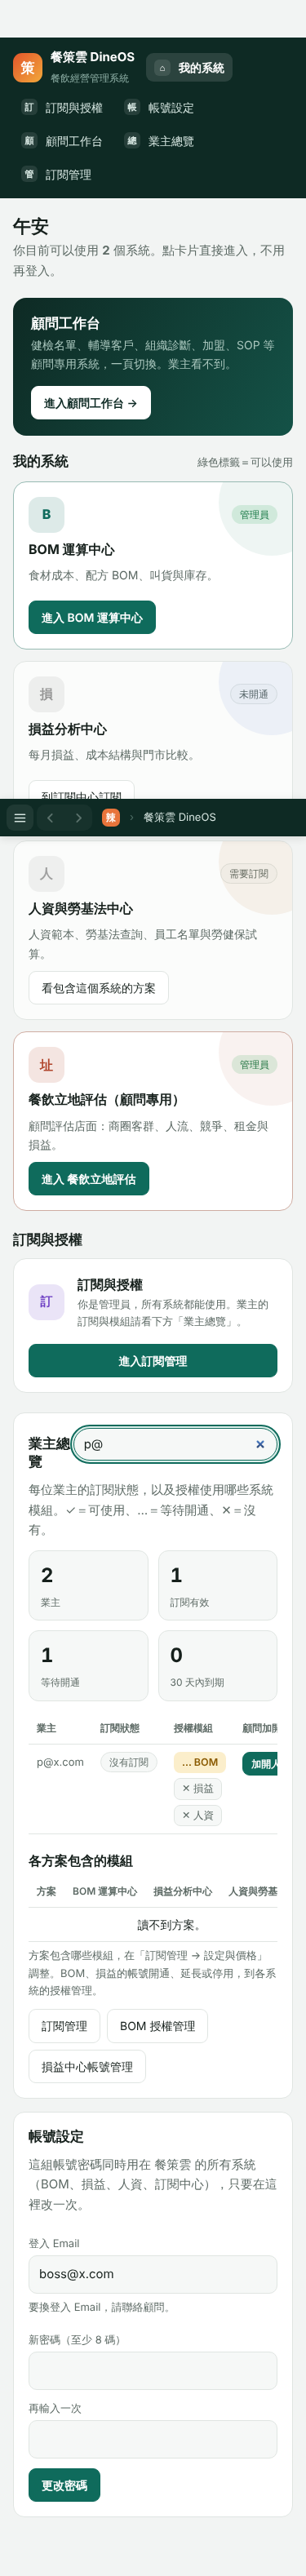 策
餐策雲 DineOS
餐飲經營管理系統
⌂ 我的系統
訂 訂閱與授權
帳 帳號設定
顧 顧問工作台
總 業主總覽
管 訂閱管理
午安
你目前可以使用 2 個系統。點卡片直接進入，不用
再登入。
顧問工作台
健檢名單、輔導客戶、組織診斷、加盟、SOP 等
顧問專用系統，一頁切換。業主看不到。
進入顧問工作台 →
我的系統
綠色標籤＝可以使用
B
管理員
BOM 運算中心
食材成本、配方 BOM、叫貨與庫存。
進入 BOM 運算中心
損
未開通
損益分析中心
每月損益、成本結構與門市比較。
到訂閱中心訂閱
辣 › 餐策雲 DineOS
人
需要訂閱
人資與勞基法中心
人資範本、勞基法查詢、員工名單與勞健保試
算。
看包含這個系統的方案
址
管理員
餐飲立地評估（顧問專用）
顧問評估店面：商圈客群、人流、競爭、租金與
損益。
進入 餐飲立地評估
訂閱與授權
訂
訂閱與授權
你是管理員，所有系統都能使用。業主的
訂閱與模組請看下方「業主總覽」。
進入訂閱管理
業主總
覽
p@
✕
每位業主的訂閱狀態，以及授權使用哪些系統
模組。✓＝可使用、…＝等待開通、✕＝沒
有。
2
業主
1
訂閱有效
1
等待開通
0
30 天內到期
業主 訂閱狀態 授權模組 顧問加開
p@x.com 沒有訂閱 … BOM 加開人
✕ 損益
✕ 人資
各方案包含的模組
方案 BOM 運算中心 損益分析中心 人資與勞基
讀不到方案。
方案包含哪些模組，在「訂閱管理 → 設定與價格」
調整。BOM、損益的帳號開通、延長或停用，到各系
統的授權管理。
訂閱管理
BOM 授權管理
損益中心帳號管理
帳號設定
這組帳號密碼同時用在 餐策雲 的所有系統
（BOM、損益、人資、訂閱中心），只要在這
裡改一次。
登入 Email
boss@x.com
要換登入 Email，請聯絡顧問。
新密碼（至少 8 碼）
再輸入一次
更改密碼